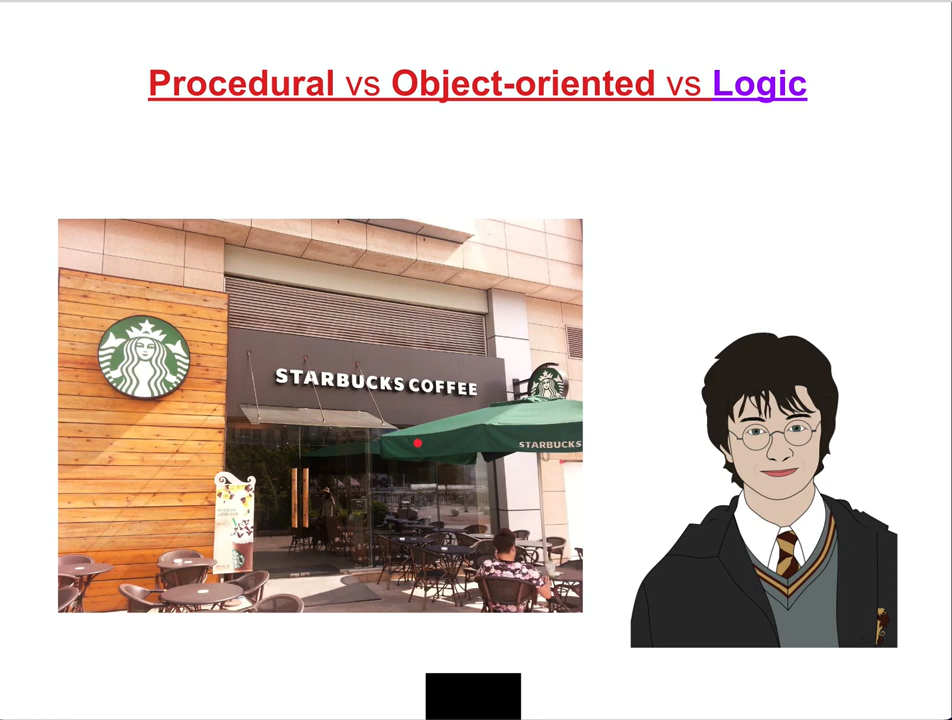 Procedural vs Object-oriented vs Logic
STARBUCKS COFFEE
STARBUCKS